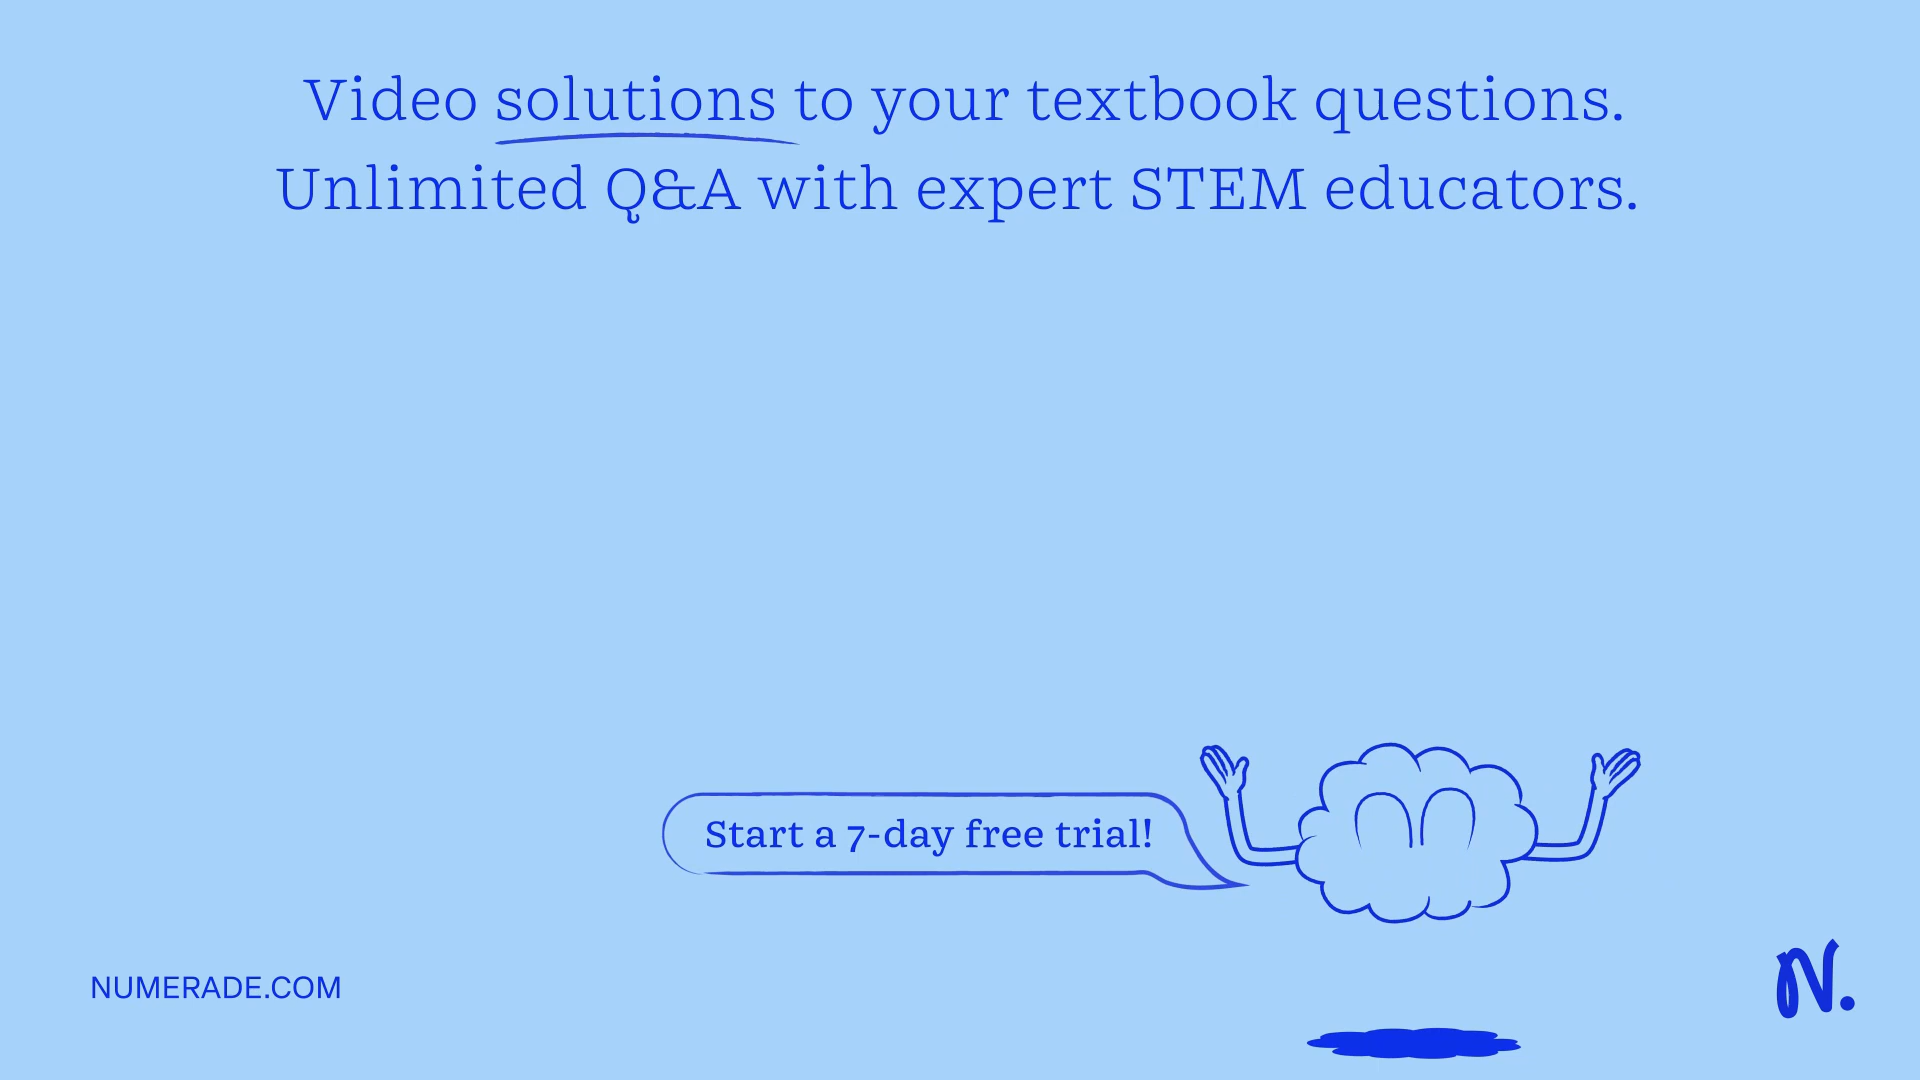 Video solutions to your textbook questions.
Unlimited Q&A with expert STEM educators.
Start a 7-day free trial!
NUMERADE.COM
N.